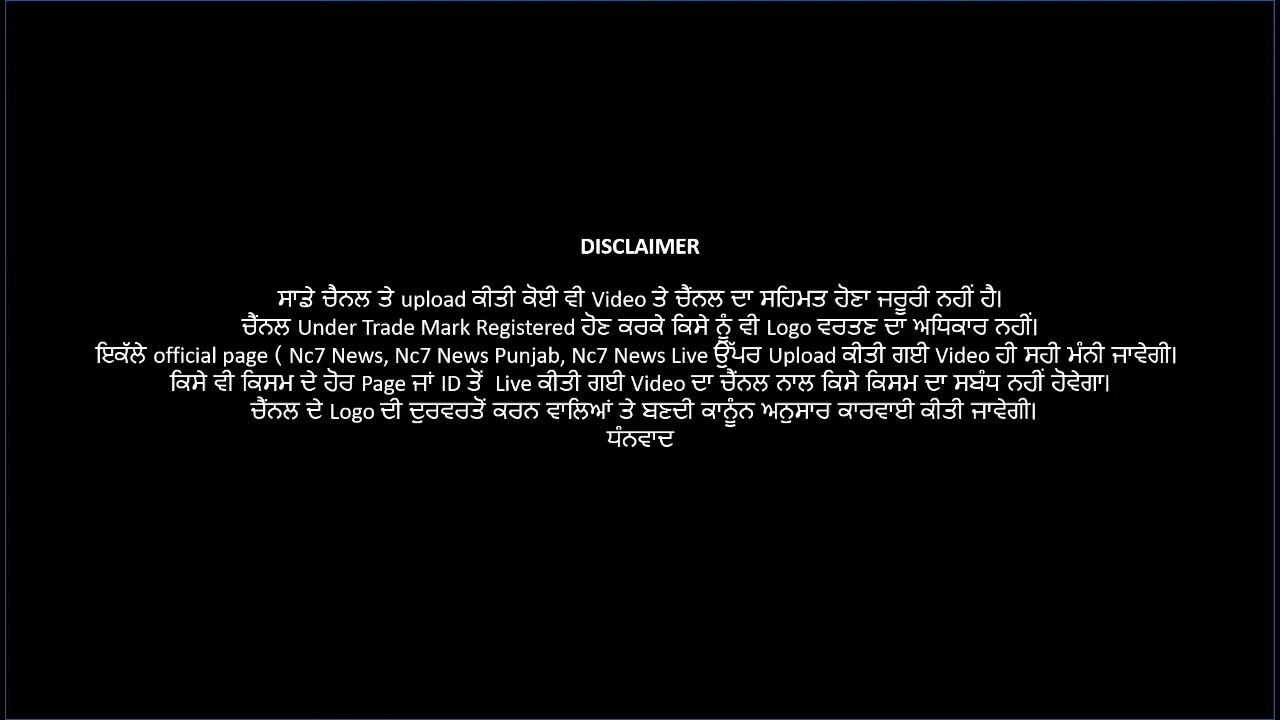 DISCLAIMER
ਸਾਡੇ ਚੈਨਲ ਤੇ upload ਕੀਤੀ ਕੋਈ ਵੀ Video ਤੇ ਚੈੱਨਲ ਦਾ ਸਹਿਮਤ ਹੋਣਾ ਜਰੂਰੀ ਨਹੀਂ ਹੈ।
ਚੈੱਨਲ Under Trade Mark Registered ਹੋਣ ਕਰਕੇ ਕਿਸੇ ਨੂੰ ਵੀ Logo ਵਰਤਣ ਦਾ ਅਧਿਕਾਰ ਨਹੀਂ।
ਇਕੱਲੇ official page ( Nc7 News, Nc7 News Punjab, Nc7 News Live ਉੱਪਰ Upload ਕੀਤੀ ਗਈ Video ਹੀ ਸਹੀ ਮੰਨੀ ਜਾਵੇਗੀ।
ਕਿਸੇ ਵੀ ਕਿਸਮ ਦੇ ਹੋਰ Page ਜਾਂ ID ਤੋਂ Live ਕੀਤੀ ਗਈ Video ਦਾ ਚੈੱਨਲ ਨਾਲ ਕਿਸੇ ਕਿਸਮ ਦਾ ਸਬੰਧ ਨਹੀਂ ਹੋਵੇਗਾ।
ਚੈੱਨਲ ਦੇ Logo ਦੀ ਦੁਰਵਰਤੋਂ ਕਰਨ ਵਾਲਿਆਂ ਤੇ ਬਣਦੀ ਕਾਨੂੰਨ ਅਨੁਸਾਰ ਕਾਰਵਾਈ ਕੀਤੀ ਜਾਵੇਗੀ।
ਧੰਨਵਾਦ